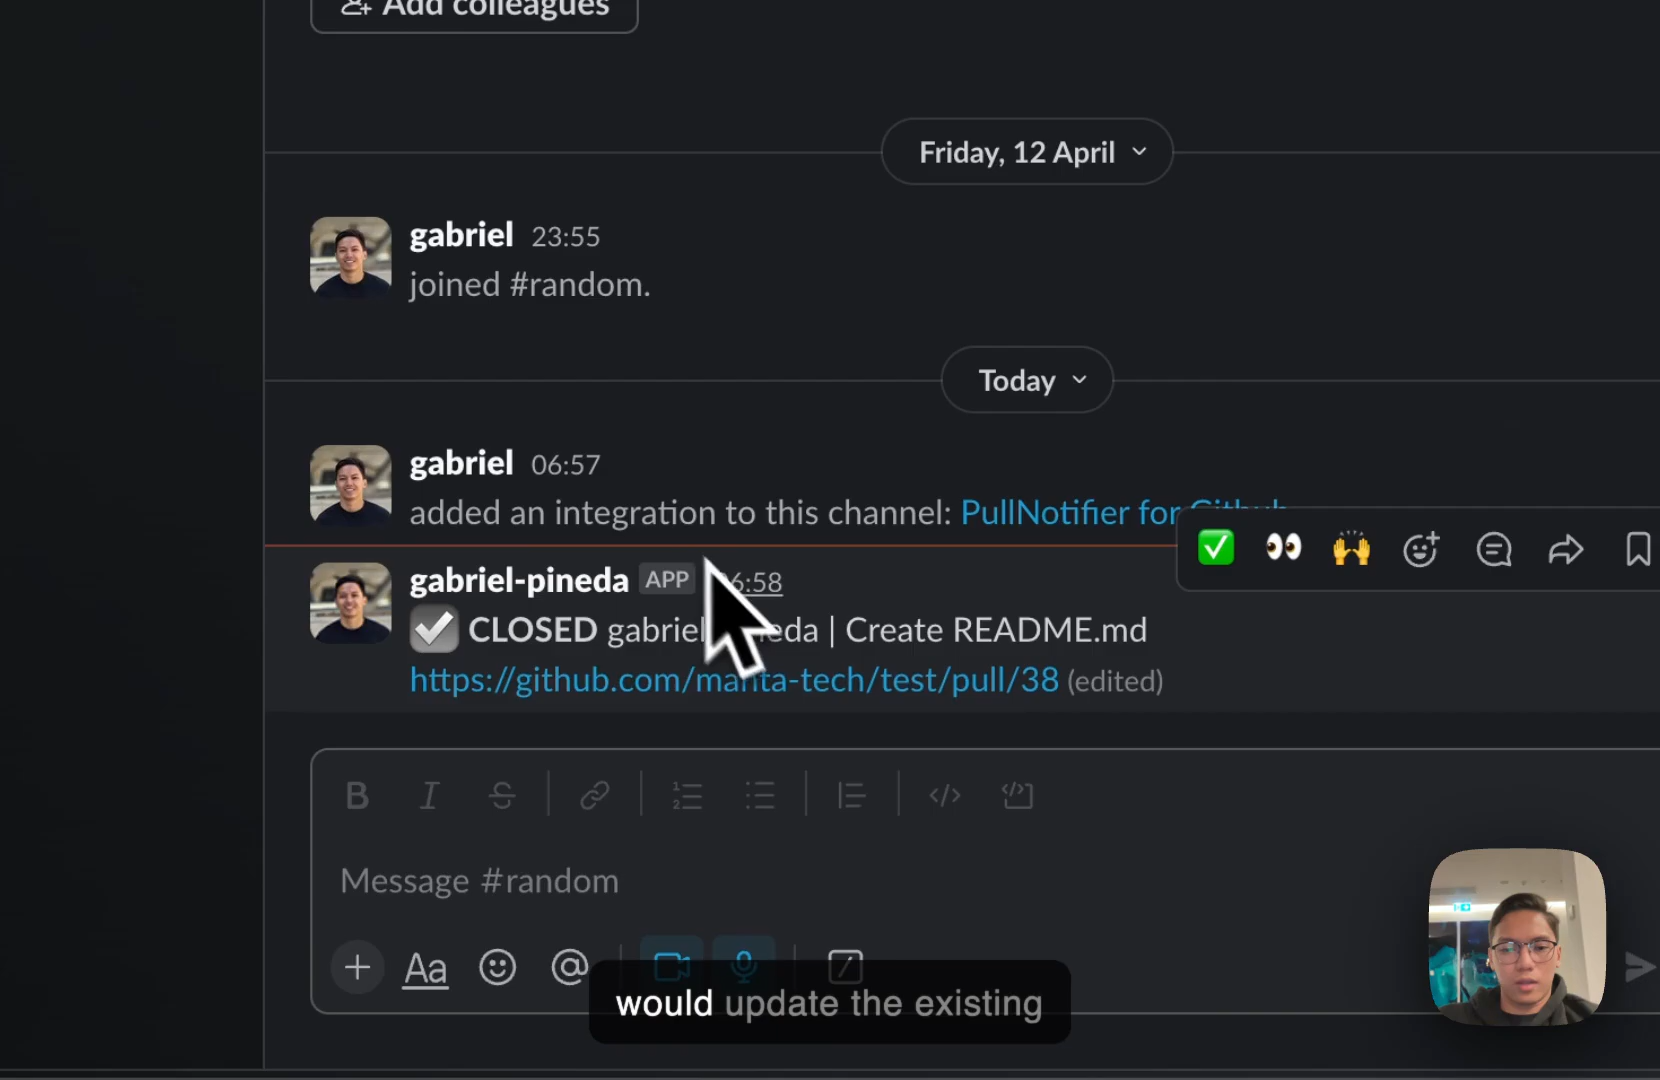 Add colleagues
Friday, 12 April
gabriel 23:55
joined #random.
Today
gabriel 06:57
added an integration to this channel: PullNotifier for Github
gabriel-pineda APP 6:58
CLOSED gabriel eda | Create README.md
https://github.com/manta-tech/test/pull/38 (edited)
B I S
Message #random
Aa @
would update the existing